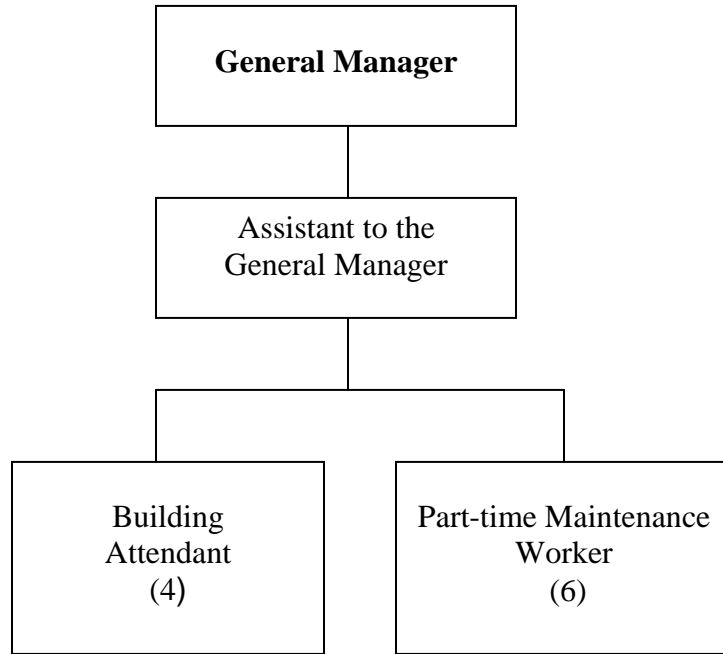 General Manager
Assistant to the
General Manager
Building
Attendant
(4)
Part-time Maintenance
Worker
(6)